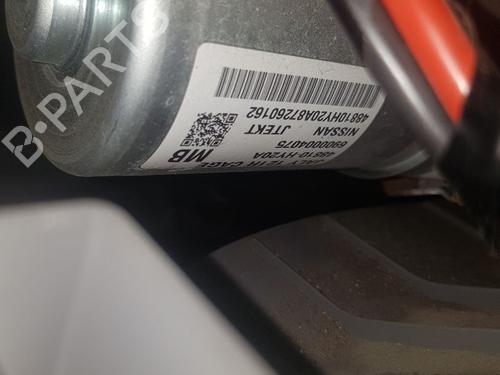 MB
48810 HY20A
6900004075
JTEKT
NISSAN
48810HY20A87260162
B-PARTS